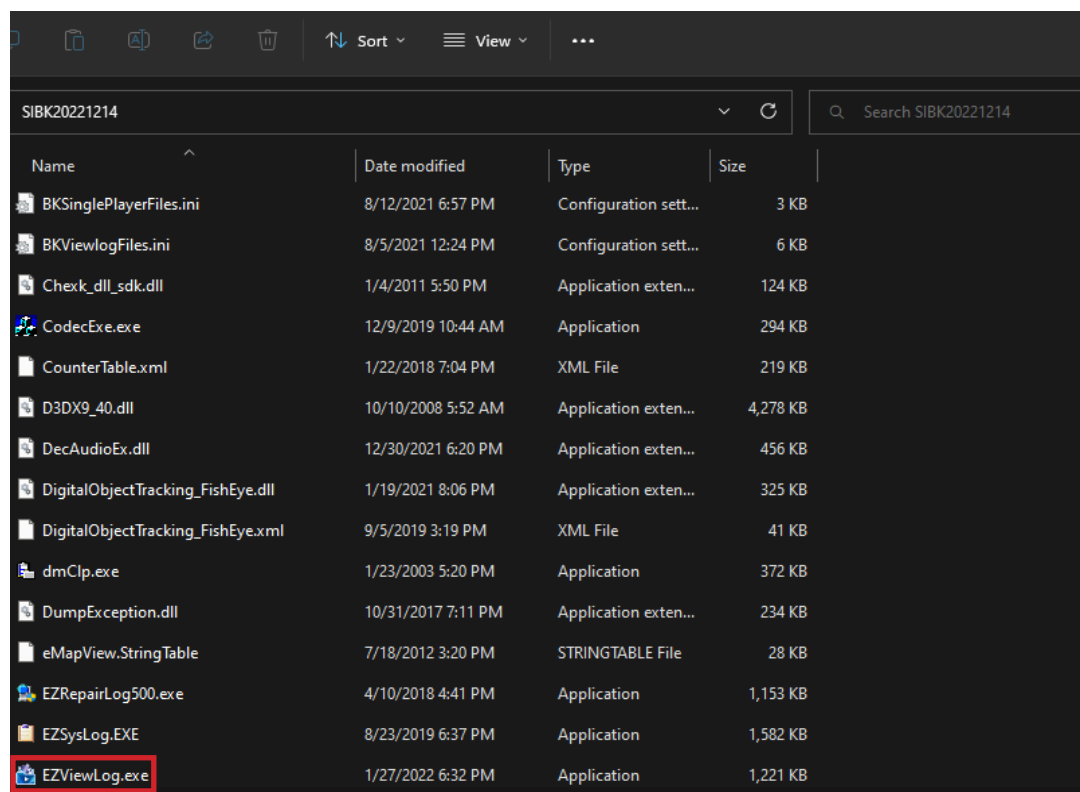 Sort View
SIBK20221214 Search SIBK20221214
Name Date modified Type Size
BKSinglePlayerFiles.ini 8/12/2021 6:57 PM Configuration sett... 3 KB
BKViewlogFiles.ini 8/5/2021 12:24 PM Configuration sett... 6 KB
Chexk_dll_sdk.dll 1/4/2011 5:50 PM Application exten... 124 KB
CodecExe.exe 12/9/2019 10:44 AM Application 294 KB
CounterTable.xml 1/22/2018 7:04 PM XML File 219 KB
D3DX9_40.dll 10/10/2008 5:52 AM Application exten... 4,278 KB
DecAudioEx.dll 12/30/2021 6:20 PM Application exten... 456 KB
DigitalObjectTracking_FishEye.dll 1/19/2021 8:06 PM Application exten... 325 KB
DigitalObjectTracking_FishEye.xml 9/5/2019 3:19 PM XML File 41 KB
dmClp.exe 1/23/2003 5:20 PM Application 372 KB
DumpException.dll 10/31/2017 7:11 PM Application exten... 234 KB
eMapView.StringTable 7/18/2012 3:20 PM STRINGTABLE File 28 KB
EZRepairLog500.exe 4/10/2018 4:41 PM Application 1,153 KB
EZSysLog.EXE 8/23/2019 6:37 PM Application 1,582 KB
EZViewLog.exe 1/27/2022 6:32 PM Application 1,221 KB